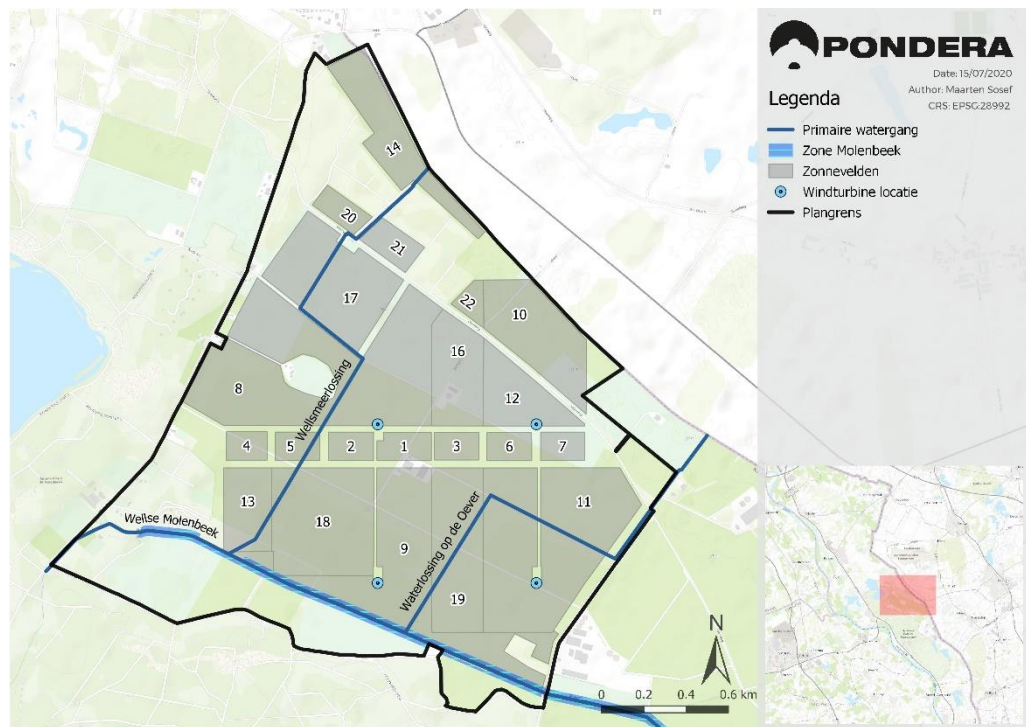 PONDERA
Date: 15/07/2020
Author: Maarten Sosef
CRS: EPSG:28992
Legenda
Primaire watergang
Zone Molenbeek
Zonnevelden
Windturbine locatie
Plangrens
14
20
21
17
22
10
16
8
12
Wellsmeerlossing
4
5
2
1
3
6
7
13
18
9
11
19
Wellse Molenbeek
Waterlossing op de Oever
N
0 0.2 0.4 0.6 km